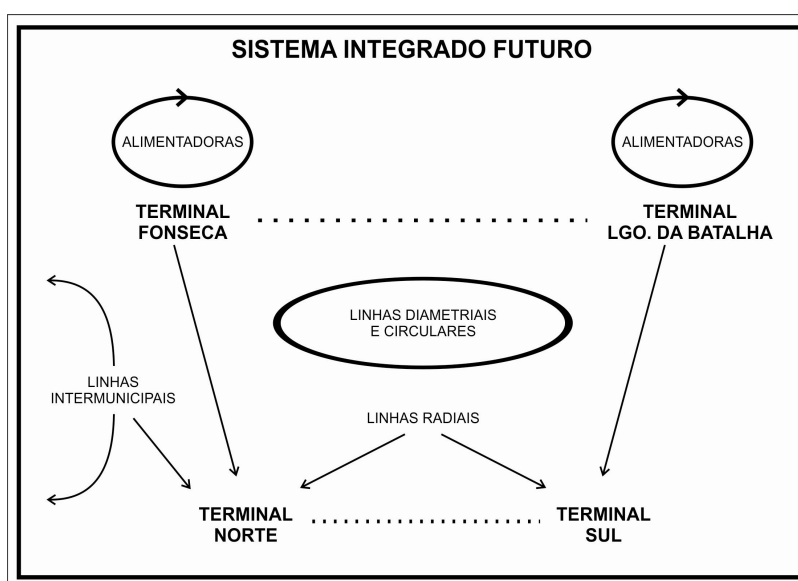 SISTEMA INTEGRADO FUTURO
ALIMENTADORAS
ALIMENTADORAS
TERMINAL
FONSECA
TERMINAL
LGO. DA BATALHA
LINHAS DIAMETRIAIS
E CIRCULARES
LINHAS
INTERMUNICIPAIS
LINHAS RADIAIS
TERMINAL
NORTE
TERMINAL
SUL